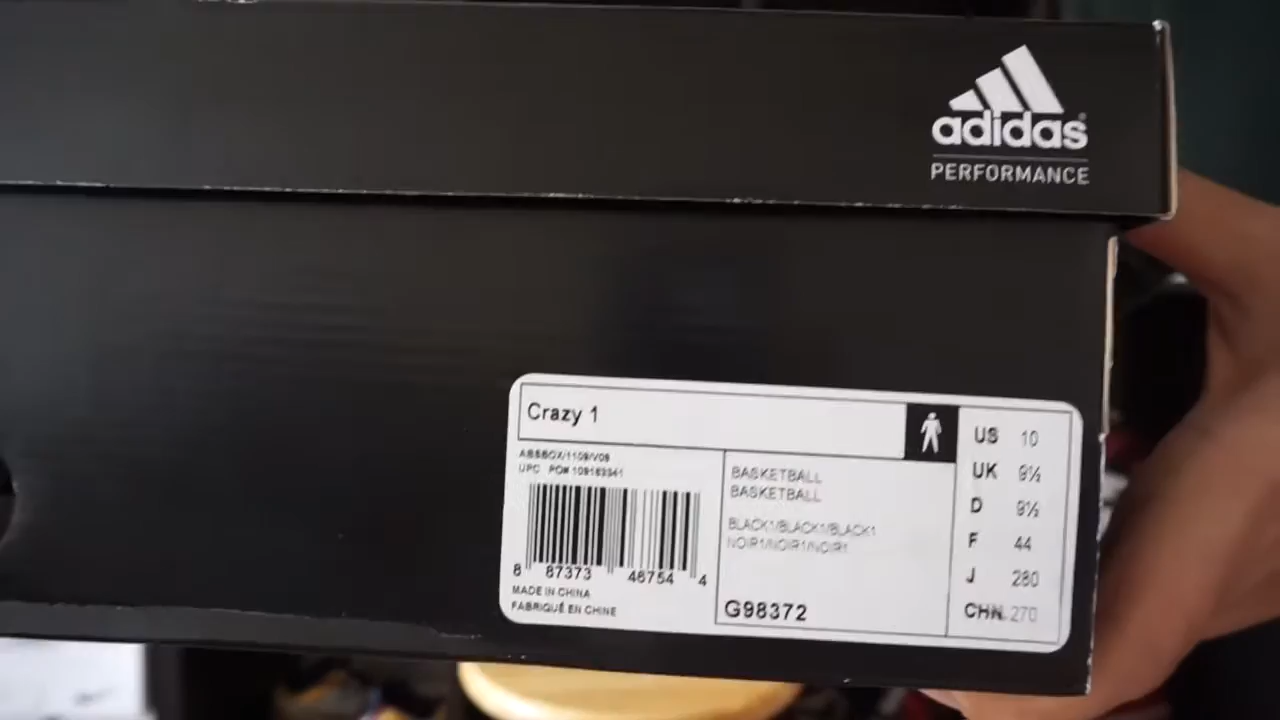 adidas
PERFORMANCE
Crazy 1
UPC
BASKETBALL
BASKETBALL
BLACK1/BLACK1/BLACK1
NOIR1/NOIR1/NOIR1
G98372
8 87373 46754 4
MADE IN CHINA
FABRIQUÉ EN CHINE
US 10
UK 9½
D 9½
F 44
J 280
CHN 270